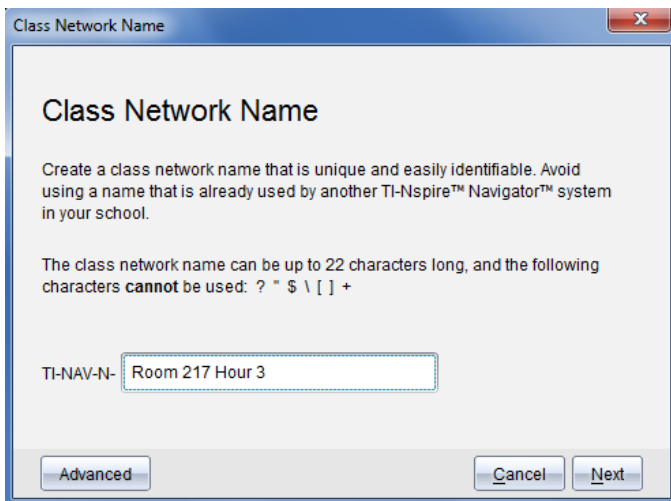 Class Network Name
Class Network Name
Create a class network name that is unique and easily identifiable. Avoid
using a name that is already used by another TI-Nspire™ Navigator™ system
in your school.
The class network name can be up to 22 characters long, and the following
characters cannot be used: ? " $ \ [ ] +
TI-NAV-N- Room 217 Hour 3
Advanced Cancel Next